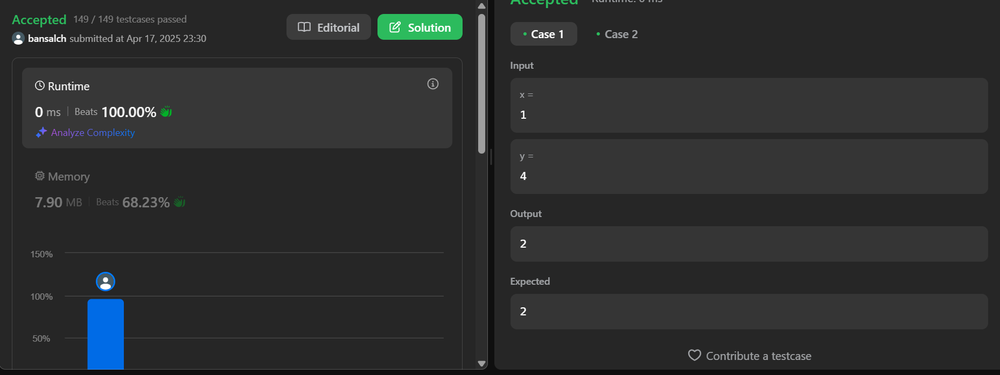 Accepted 149 / 149 testcases passed
bansalch submitted at Apr 17, 2025 23:30
Editorial
Solution
Runtime
0 ms | Beats 100.00%
Analyze Complexity
Memory
7.90 MB | Beats 68.23%
150%
100%
50%
Accepted Runtime: 0 ms
Case 1
Case 2
Input
x =
1
y =
4
Output
2
Expected
2
Contribute a testcase